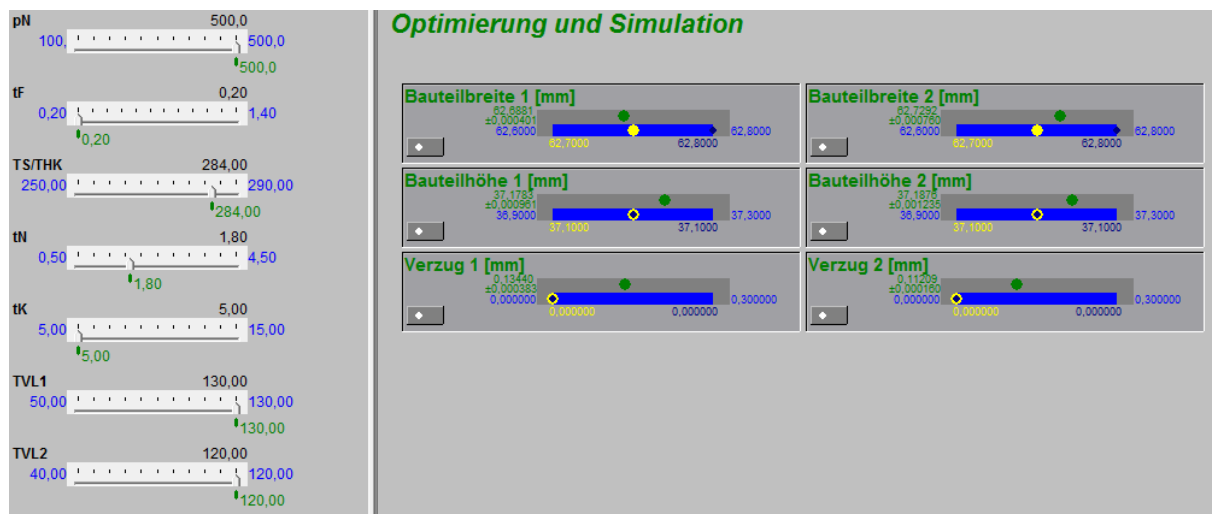 pN 500,0
100, 500,0
500,0
tF 0,20
0,20 1,40
0,20
TS/THK 284,00
250,00 290,00
284,00
tN 1,80
0,50 4,50
1,80
tK 5,00
5,00 15,00
5,00
TVL1 130,00
50,00 130,00
130,00
TVL2 120,00
40,00 120,00
120,00
Optimierung und Simulation
Bauteilbreite 1 [mm]
62,6881
±0,000401
62,6000 62,8000
62,7000 62,8000
Bauteilbreite 2 [mm]
62,7292
±0,000760
62,6000 62,8000
62,7000 62,8000
Bauteilhöhe 1 [mm]
37,1783
±0,000961
36,9000 37,3000
37,1000 37,1000
Bauteilhöhe 2 [mm]
37,1876
±0,001235
36,9000 37,3000
37,1000 37,1000
Verzug 1 [mm]
0,13440
±0,000383
0,000000 0,300000
0,000000 0,000000
Verzug 2 [mm]
0,11209
±0,000160
0,000000 0,300000
0,000000 0,000000